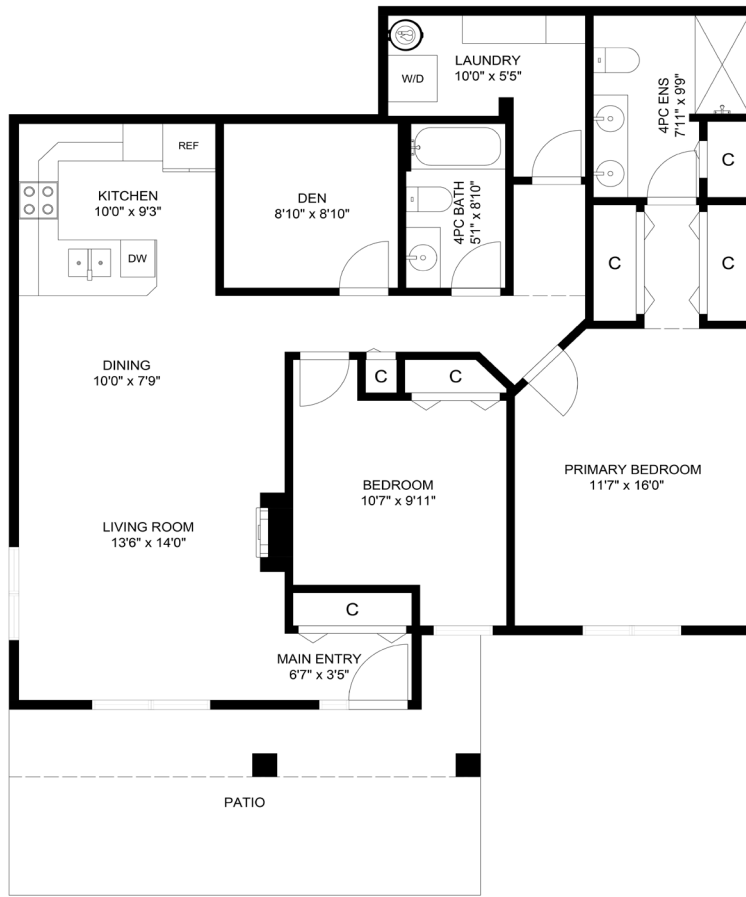 LAUNDRY
10'0" x 5'5"
W/D
4PC ENS
7'11" x 9'9"
REF
KITCHEN
10'0" x 9'3"
DEN
8'10" x 8'10"
4PC BATH
5'1" x 8'10"
C
C
C
DW
DINING
10'0" x 7'9"
C
C
BEDROOM
10'7" x 9'11"
PRIMARY BEDROOM
11'7" x 16'0"
LIVING ROOM
13'6" x 14'0"
C
MAIN ENTRY
6'7" x 3'5"
PATIO